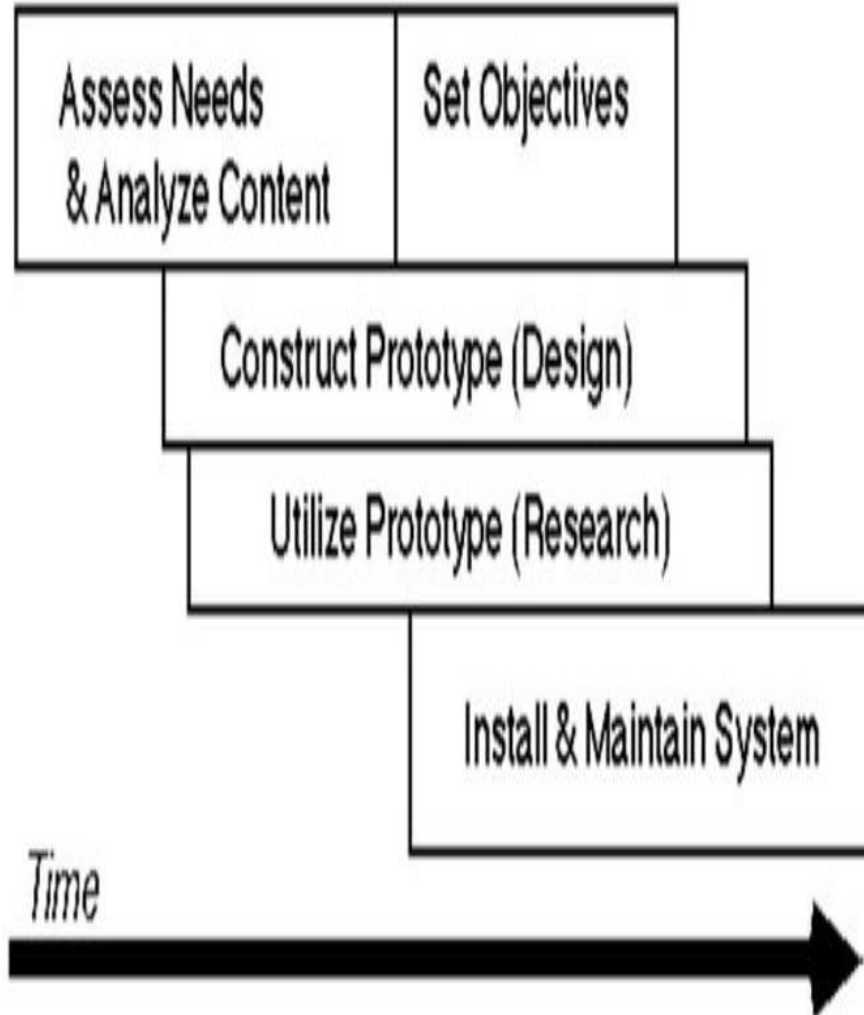 Assess Needs
& Analyze Content
Set Objectives
Construct Prototype (Design)
Utilize Prototype (Research)
Install & Maintain System
Time